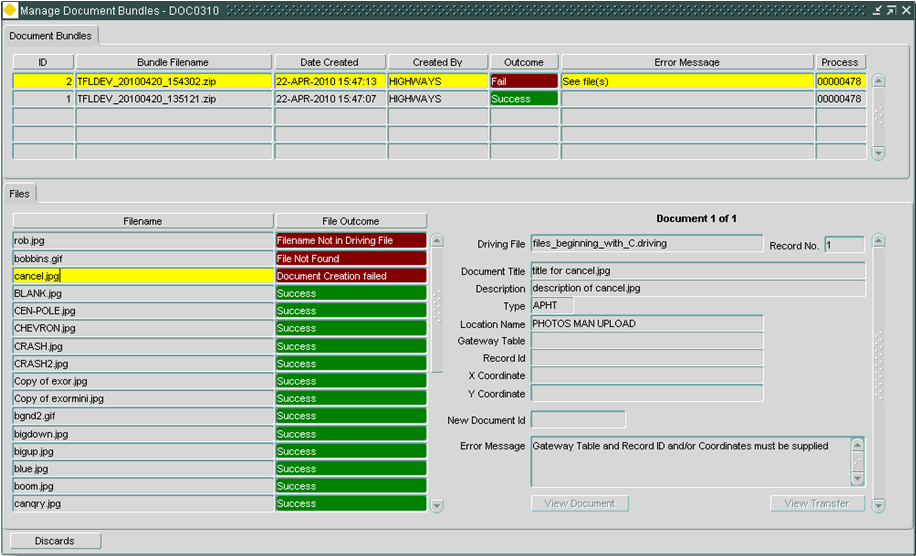 Manage Document Bundles - DOC0310
Document Bundles
ID Bundle Filename Date Created Created By Outcome Error Message Process
2 TFLDEV_20100420_154302.zip 22-APR-2010 15:47:13 HIGHWAYS Fail See file(s) 00000478
1 TFLDEV_20100420_135121.zip 22-APR-2010 15:47:07 HIGHWAYS Success 00000478
Files
Filename File Outcome
rob.jpg Filename Not in Driving File
bobbins.gif File Not Found
cancel.jpg Document Creation failed
BLANK.jpg Success
CEN-POLE.jpg Success
CHEVRON.jpg Success
CRASH.jpg Success
CRASH2.jpg Success
Copy of exor.jpg Success
Copy of exormini.jpg Success
bgnd2.gif Success
bigdown.jpg Success
bigup.jpg Success
blue.jpg Success
boom.jpg Success
canqry.jpg Success
Document 1 of 1
Driving File files_beginning_with_C.driving Record No. 1
Document Title title for cancel.jpg
Description description of cancel.jpg
Type APHT
Location Name PHOTOS MAN UPLOAD
Gateway Table
Record Id
X Coordinate
Y Coordinate
New Document Id
Error Message Gateway Table and Record ID and/or Coordinates must be supplied
View Document View Transfer
Discards